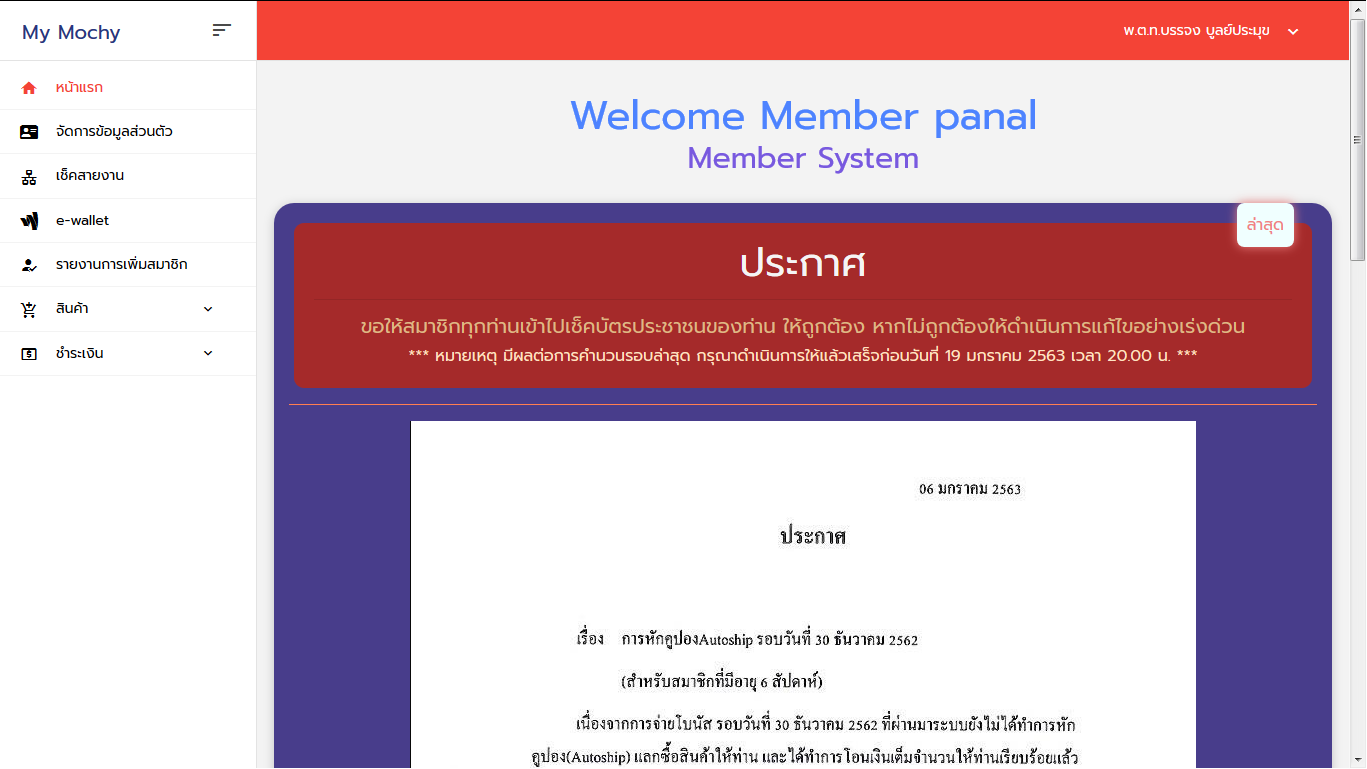 My Mochy
พ.ต.ท.บรรจง บูลย์ประมุข
หน้าแรก
จัดการข้อมูลส่วนตัว
เช็คสายงาน
e-wallet
รายงานการเพิ่มสมาชิก
สินค้า
ชำระเงิน
Welcome Member panal
Member System
ล่าสุด
ประกาศ
ขอให้สมาชิกทุกท่านเข้าไปเช็คบัตรประชาชนของท่าน ให้ถูกต้อง หากไม่ถูกต้องให้ดำเนินการแก้ไขอย่างเร่งด่วน
*** หมายเหตุ มีผลต่อการคำนวนรอบล่าสุด กรุณาดำเนินการให้แล้วเสร็จก่อนวันที่ 19 มกราคม 2563 เวลา 20.00 น. ***
06 มกราคม 2563
ประกาศ
เรื่อง การหักคูปองAutoship รอบวันที่ 30 ธันวาคม 2562
(สำหรับสมาชิกที่มีอายุ 6 สัปดาห์)
เนื่องจากการจ่ายโบนัส รอบวันที่ 30 ธันวาคม 2562 ที่ผ่านมาระบบยังไม่ได้ทำการหัก
คูปอง(Autoship) แลกซื้อสินค้าให้ท่าน และได้ทำการโอนเงินเต็มจำนวนให้ท่านเรียบร้อยแล้ว